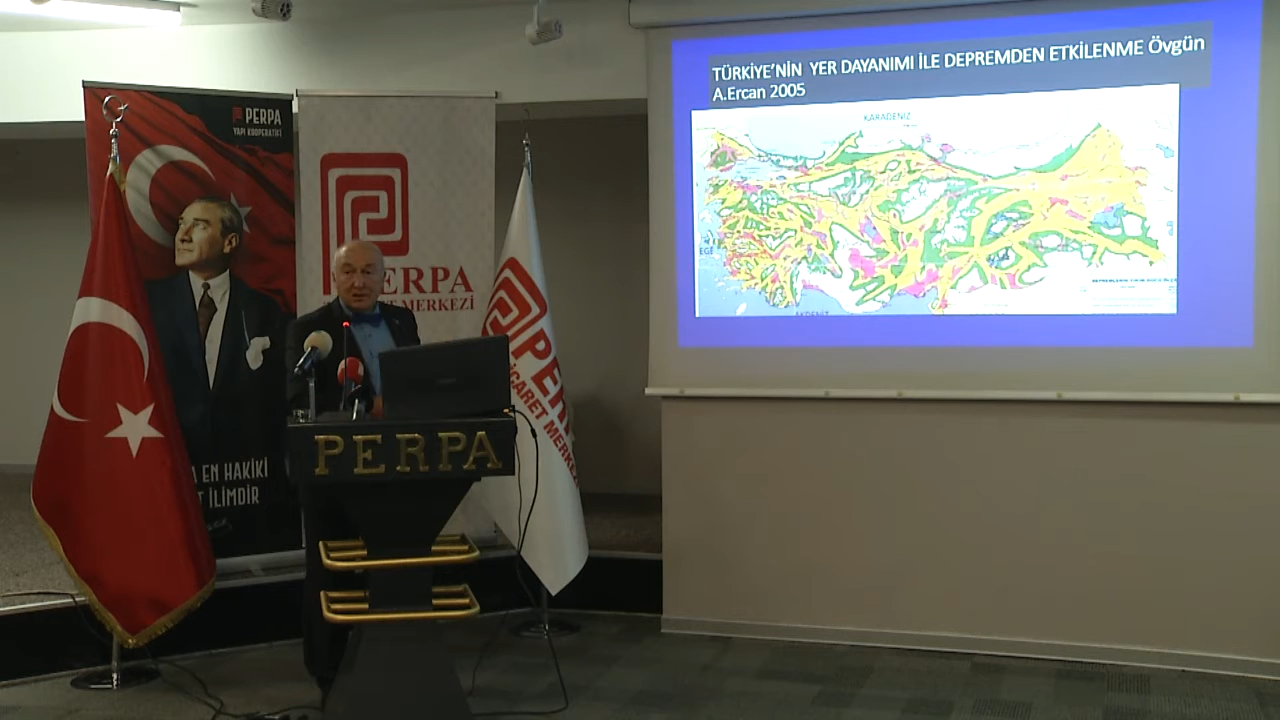 TÜRKİYE'NİN YER DAYANIMI İLE DEPREMDEN ETKİLENME Övgün
A.Ercan 2005
KARADENİZ
EGE
AKDENİZ
PERPA
YAPI KOOPERATİFİ
EN HAKİKİ
İLİMDİR
PERPA
MERKEZİ
PERPA
TİCARET MERKEZİ
PERPA